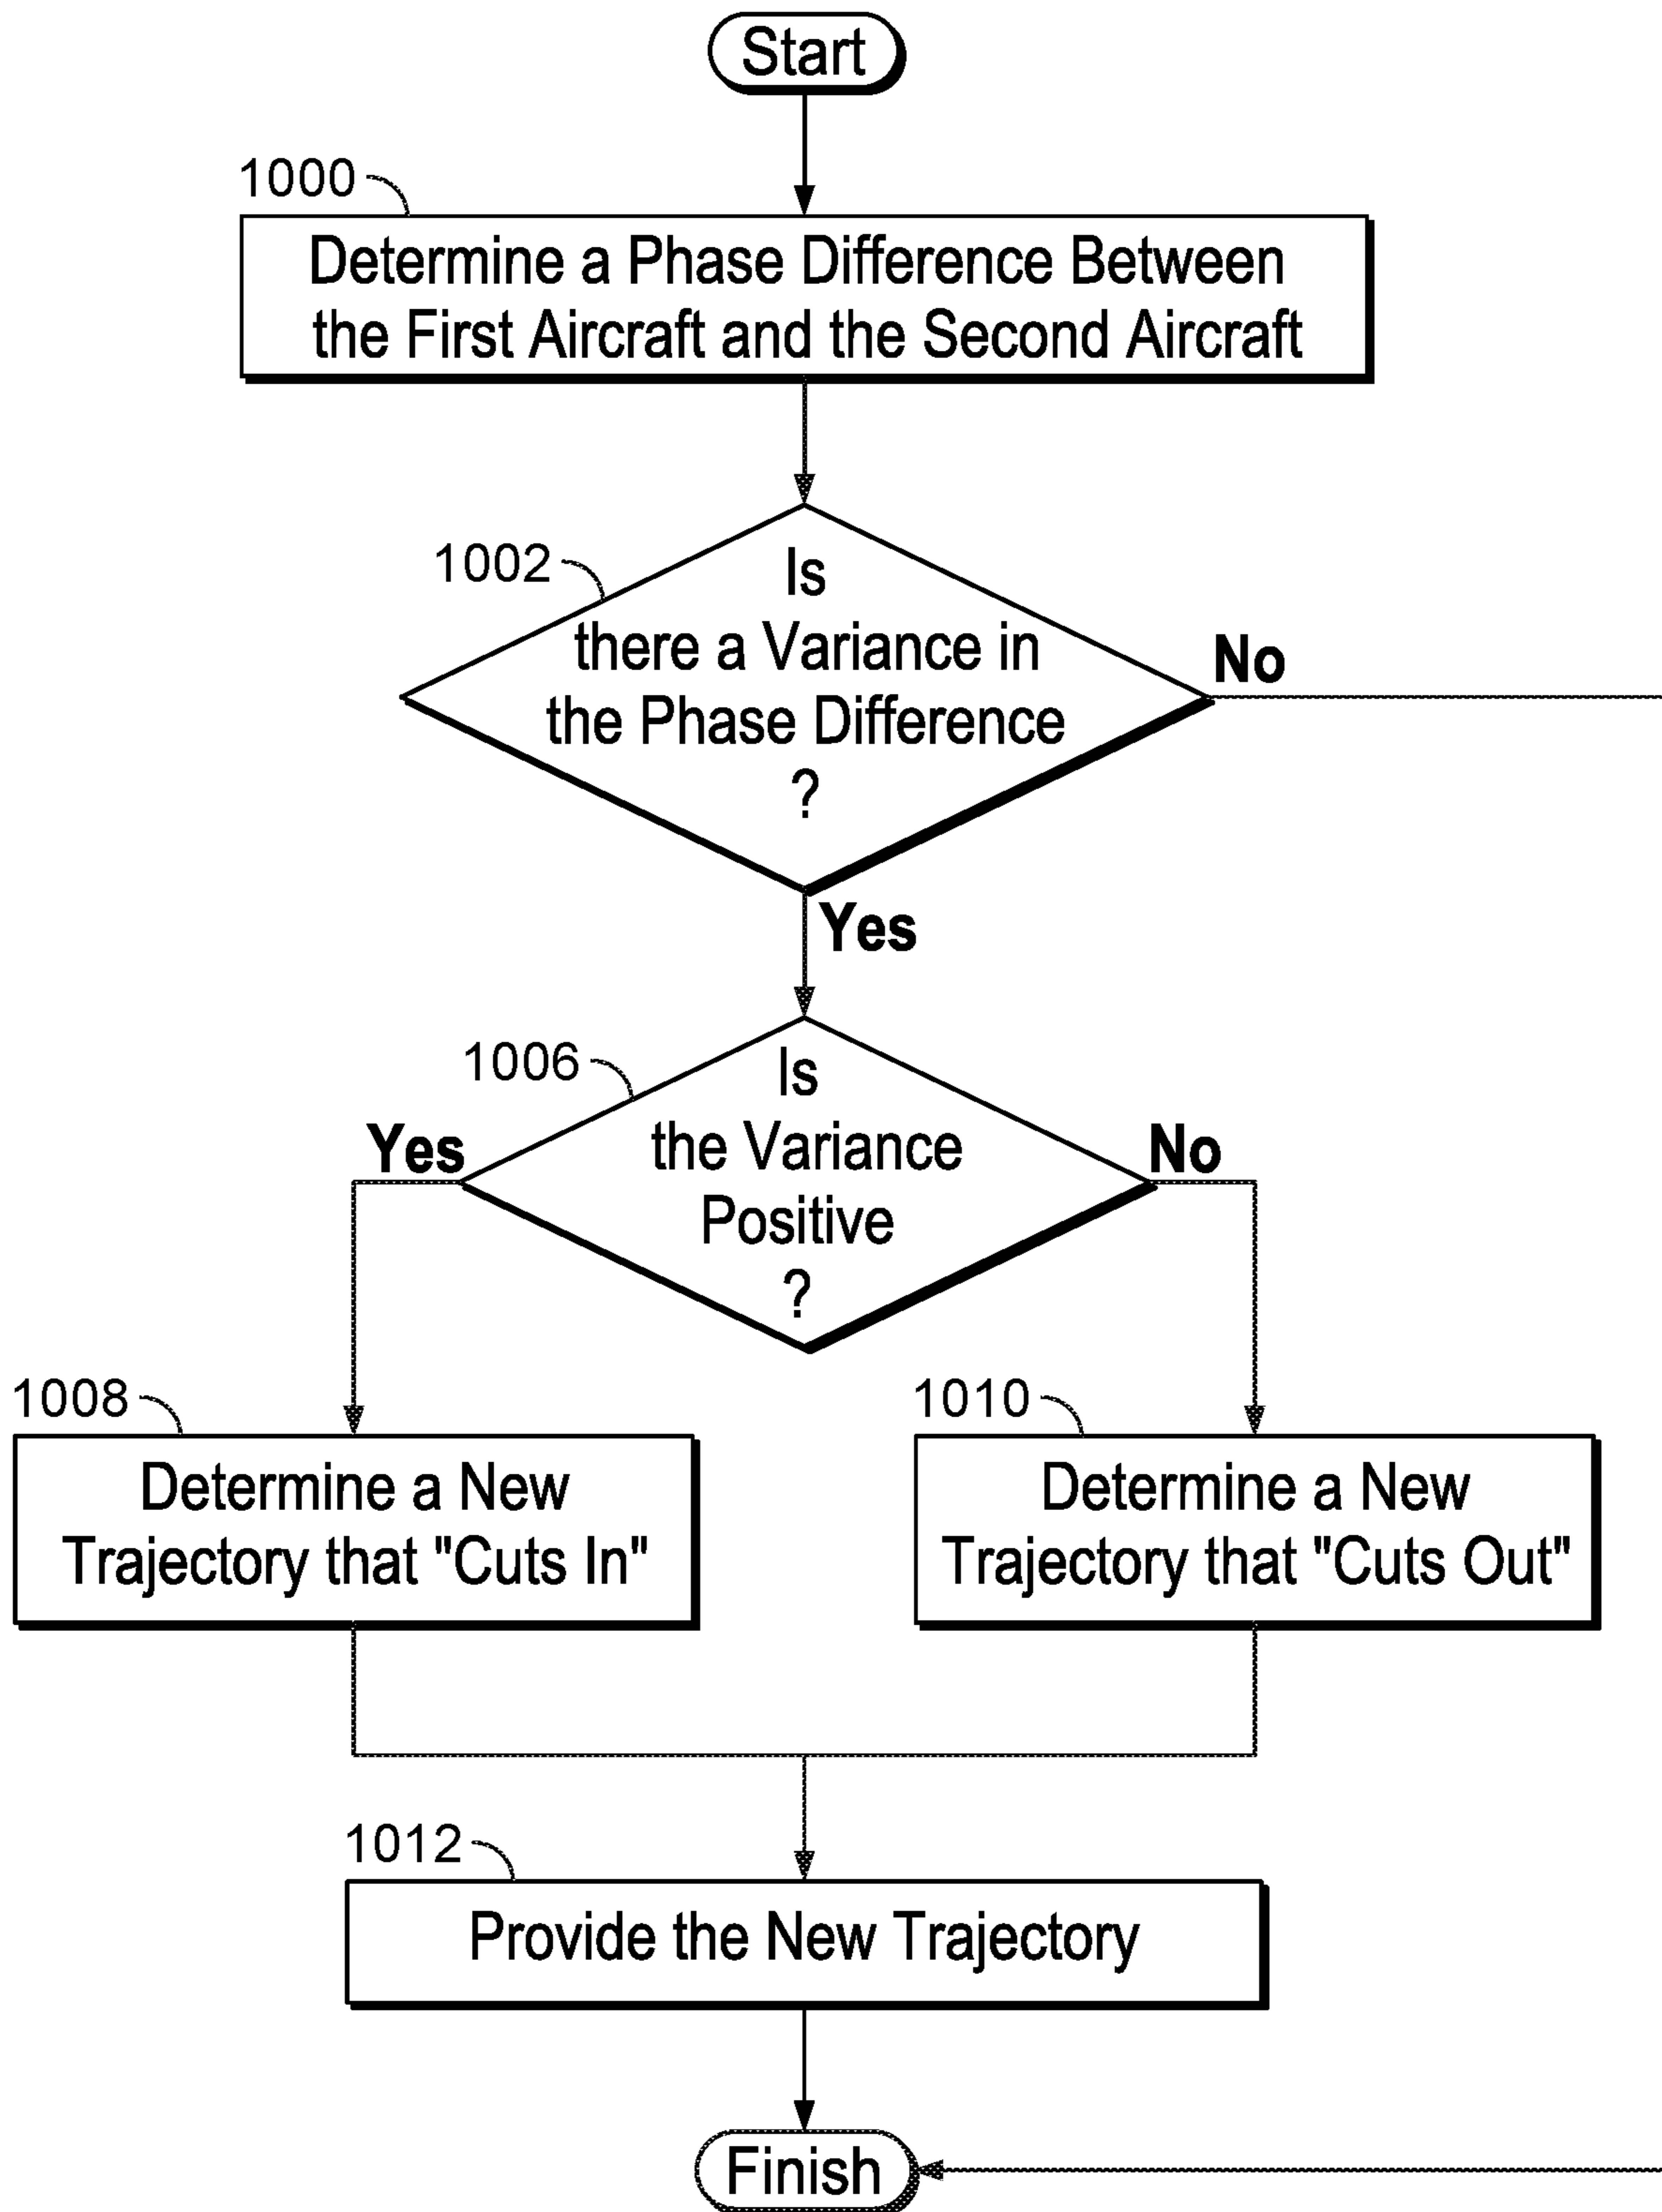 Start
1000
Determine a Phase Difference Between
the First Aircraft and the Second Aircraft
1002
Is
there a Variance in
the Phase Difference
?
No
Yes
1006
Is
the Variance
Positive
?
Yes
No
1008
Determine a New
Trajectory that "Cuts In"
1010
Determine a New
Trajectory that "Cuts Out"
1012
Provide the New Trajectory
Finish